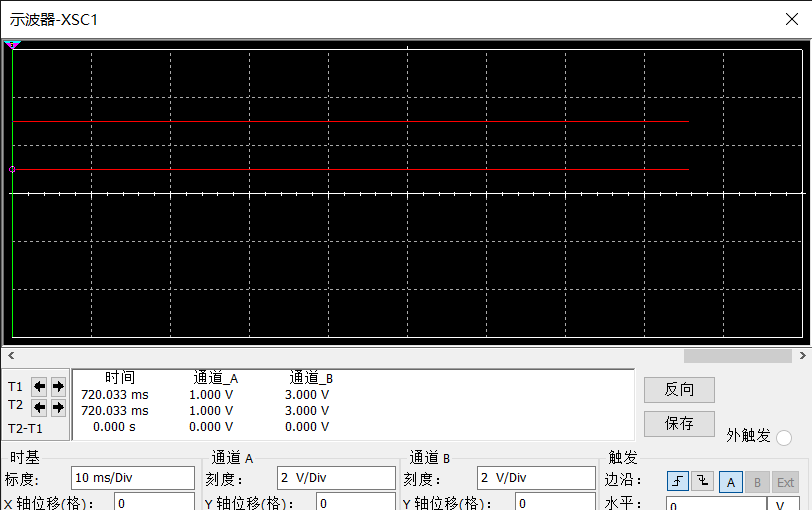 示波器-XSC1
时间 通道_A 通道_B
T1 720.033 ms 1.000 V 3.000 V
T2 720.033 ms 1.000 V 3.000 V
T2-T1 0.000 s 0.000 V 0.000 V
反向
保存
外触发
时基 通道 A 通道 B 触发
标度: 10 ms/Div 刻度: 2 V/Div 刻度: 2 V/Div 边沿: A B Ext
X 轴位移(格): 0 Y 轴位移(格): 0 Y 轴位移(格): 0 水平: 0 V